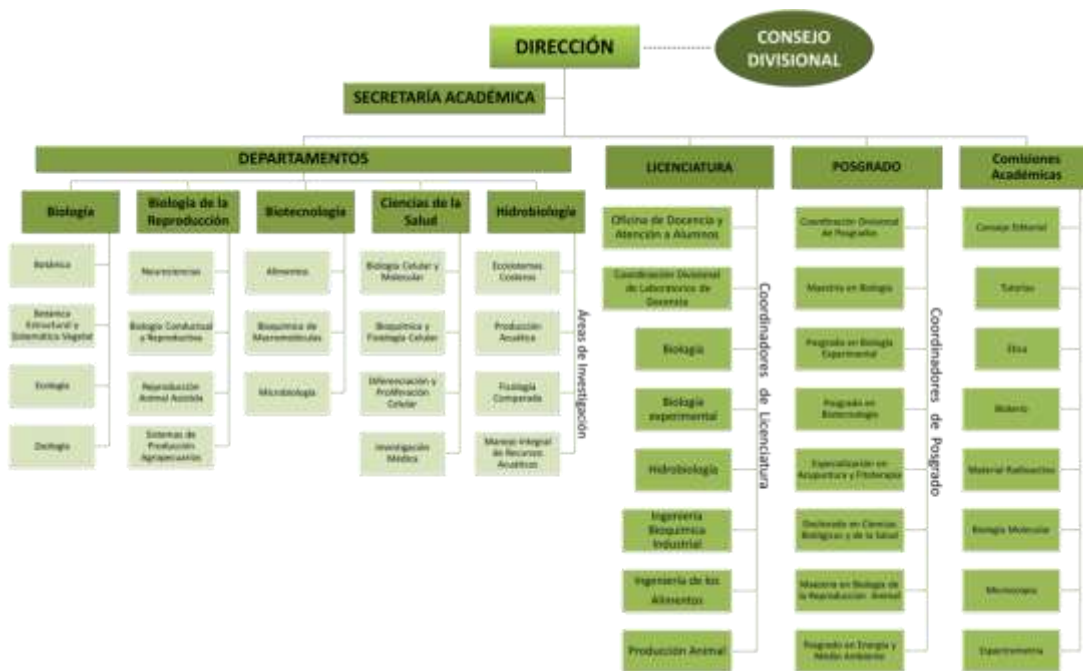 DIRECCIÓN
CONSEJO
DIVISIONAL
SECRETARÍA ACADÉMICA
DEPARTAMENTOS
Biología
Biología de la
Reproducción
Biotecnología
Ciencias de la
Salud
Hidrobiología
Botánica
Botánica
Estructural y
Sistemática Vegetal
Ecología
Zoología
Neurociencias
Biología Conductual
y Reproductiva
Reproducción
Animal Asistida
Sistemas de
Producción
Agropecuarios
Alimentos
Bioquímica de
Macromoléculas
Microbiología
Biología Celular y
Molecular
Bioquímica y
Fisiología Celular
Diferenciación y
Proliferación
Celular
Investigación
Médica
Ecosistemas
Costeros
Producción
Acuática
Fisiología
Comparada
Manejo Integral
de Recursos
Acuáticos
Áreas de Investigación
LICENCIATURA
Oficina de Docencia y
Atención a Alumnos
Coordinación Divisional
de Laboratorios de
Docencia
Biología
Biología
experimental
Hidrobiología
Ingeniería
Bioquímica
Industrial
Ingeniería de los
Alimentos
Producción Animal
Coordinadores de Licenciatura
POSGRADO
Coordinación Divisional
de Posgrados
Maestría en Biología
Posgrado en Biología
Experimental
Posgrado en
Biotecnología
Especialización en
Acupuntura y Fitoterapia
Doctorado en Ciencias
Biológicas y de la Salud
Maestría en Biología de
la Reproducción Animal
Posgrado en Energía y
Medio Ambiente
Coordinadores de Posgrado
Comisiones
Académicas
Consejo Editorial
Tutorías
Ética
Bioterio
Material Radioactivo
Biología Molecular
Microscopía